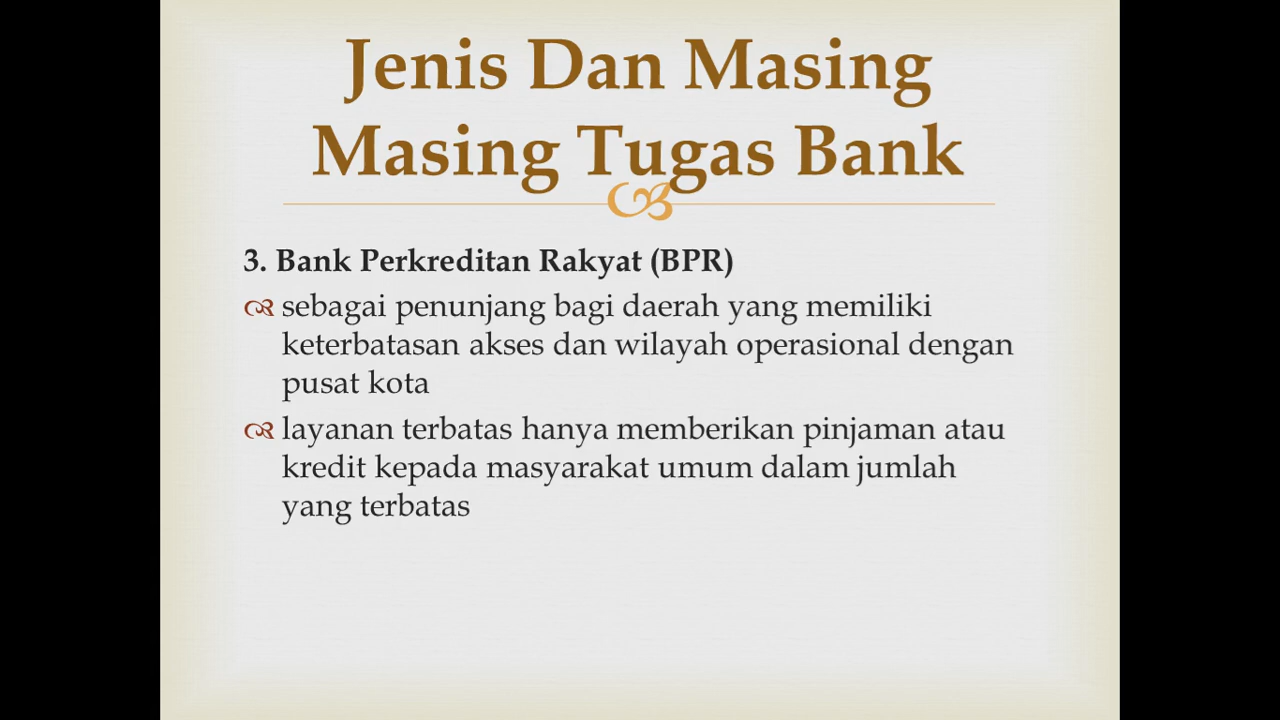 Jenis Dan Masing
Masing Tugas Bank
3. Bank Perkreditan Rakyat (BPR)
sebagai penunjang bagi daerah yang memiliki
keterbatasan akses dan wilayah operasional dengan
pusat kota
layanan terbatas hanya memberikan pinjaman atau
kredit kepada masyarakat umum dalam jumlah
yang terbatas